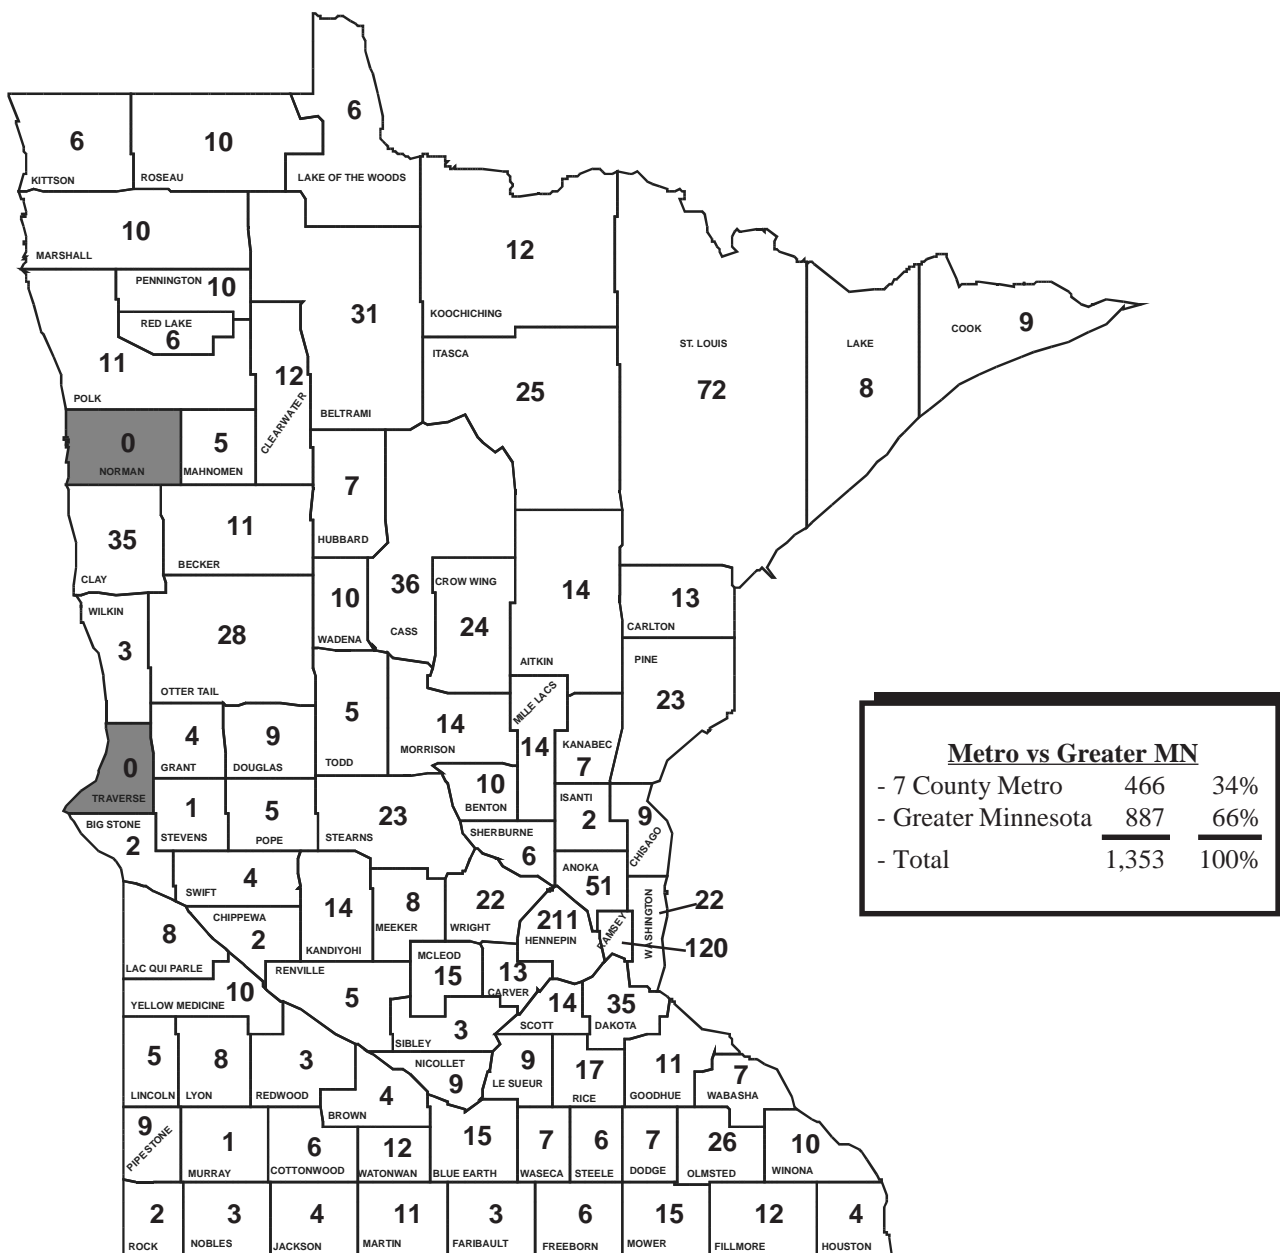 6
6
10
KITTSON
ROSEAU
LAKE OF THE WOODS
10
MARSHALL
12
KOOCHICHING
PENNINGTON 10
RED LAKE
6
31
BELTRAMI
11
POLK
12
CLEARWATER
ITASCA
25
ST. LOUIS
72
LAKE
8
COOK
9
0
NORMAN
5
MAHNOMEN
7
HUBBARD
35
CLAY
11
BECKER
36
CASS
CROW WING
24
14
AITKIN
13
CARLTON
WILKIN
3
28
OTTER TAIL
10
WADENA
PINE
23
0
TRAVERSE
4
GRANT
9
DOUGLAS
5
TODD
14
MORRISON
MILLE LACS
14
KANABEC
7
BIG STONE
2
1
STEVENS
5
POPE
23
STEARNS
10
BENTON
ISANTI
2
9
CHISAGO
SHERBURNE
6
SWIFT
4
14
KANDIYOHI
8
MEEKER
22
WRIGHT
ANOKA
51
211
HENNEPIN
RAMSEY
120
WASHINGTON
22
8
LAC QUI PARLE
CHIPPEWA
2
RENVILLE
5
MCLEOD
15
13
CARVER
YELLOW MEDICINE
10
3
SIBLEY
14
SCOTT
35
DAKOTA
5
LINCOLN
8
LYON
3
REDWOOD
NICOLLET
9
9
LE SUEUR
17
RICE
11
GOODHUE
7
WABASHA
4
BROWN
9
PIPESTONE
1
MURRAY
6
COTTONWOOD
12
WATONWAN
15
BLUE EARTH
7
WASECA
6
STEELE
7
DODGE
26
OLMSTED
10
WINONA
2
ROCK
3
NOBLES
4
JACKSON
11
MARTIN
3
FARIBAULT
6
FREEBORN
15
MOWER
12
FILLMORE
4
HOUSTON
Metro vs Greater MN
- 7 County Metro 466 34%
- Greater Minnesota 887 66%
- Total 1,353 100%